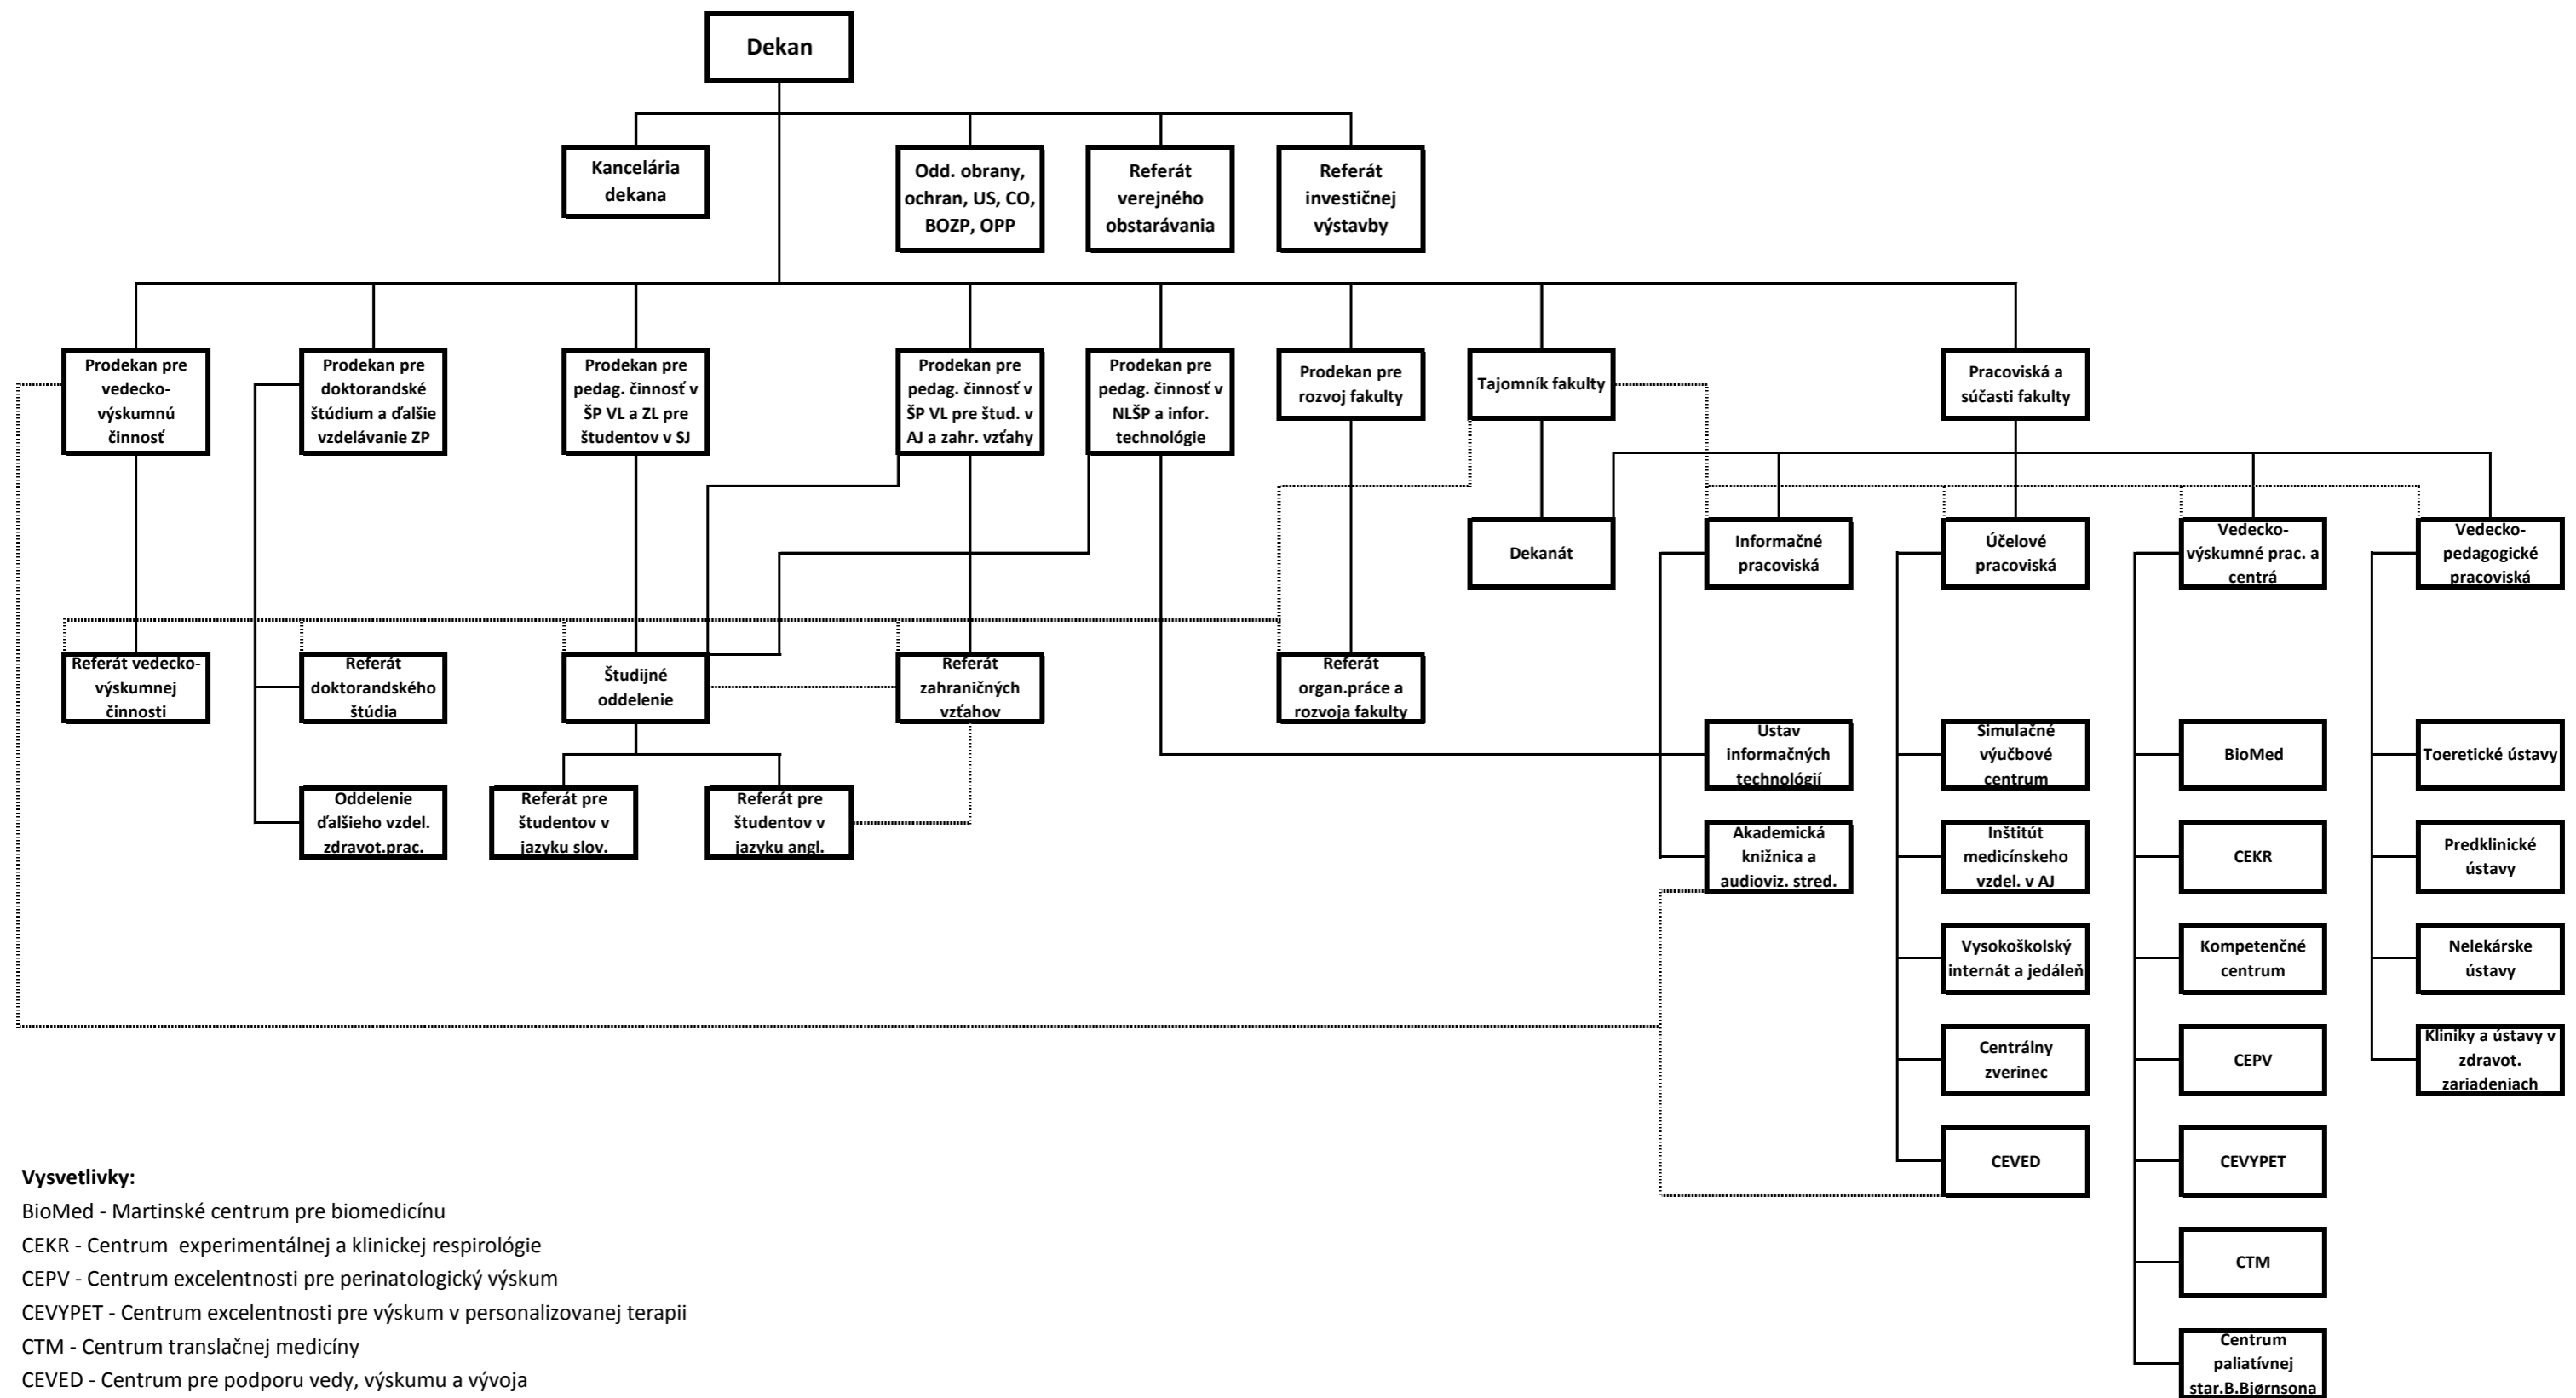 Dekan
Kancelária
dekana
Odd. obrany,
ochran, US, CO,
BOZP, OPP
Referát
verejného
obstarávania
Referát
investičnej
výstavby
Prodekan pre
vedecko-
výskumnú
činnosť
Prodekan pre
doktorandské
štúdium a ďalšie
vzdelávanie ZP
Prodekan pre
pedag. činnosť v
ŠP VL a ZL pre
študentov v SJ
Prodekan pre
pedag. činnosť v
ŠP VL pre štud. v
AJ a zahr. vzťahy
Prodekan pre
pedag. činnosť v
NLŠP a infor.
technológie
Prodekan pre
rozvoj fakulty
Tajomník fakulty
Pracoviská a
súčasti fakulty
Dekanát
Informačné
pracoviská
Účelové
pracoviská
Vedecko-
výskumné prac. a
centrá
Vedecko-
pedagogické
pracoviská
Referát vedecko-
výskumnej
činnosti
Referát
doktorandského
štúdia
Študijné
oddelenie
Referát
zahraničných
vzťahov
Referát
organ.práce a
rozvoja fakulty
Ustav
informačných
technológií
Simulačné
výučbové
centrum
BioMed
Toeretické ústavy
Oddelenie
ďalšieho vzdel.
zdravot.prac.
Referát pre
študentov v
jazyku slov.
Referát pre
študentov v
jazyku angl.
Akademická
knižnica a
audioviz. stred.
Inštitút
medicínskeho
vzdel. v AJ
CEKR
Predklinické
ústavy
Vysokoškolský
internát a jedáleň
Kompetenčné
centrum
Nelekárske
ústavy
Centrálny
zverinec
CEPV
Kliniky a ústavy v
zdravot.
zariadeniach
CEVED
CEVYPET
CTM
Centrum
paliatívnej
star.B.Bjørnsona
Vysvetlivky:
BioMed - Martinské centrum pre biomedicínu
CEKR - Centrum  experimentálnej a klinickej respirológie
CEPV - Centrum excelentnosti pre perinatologický výskum
CEVYPET - Centrum excelentnosti pre výskum v personalizovanej terapii
CTM - Centrum translačnej medicíny
CEVED - Centrum pre podporu vedy, výskumu a vývoja